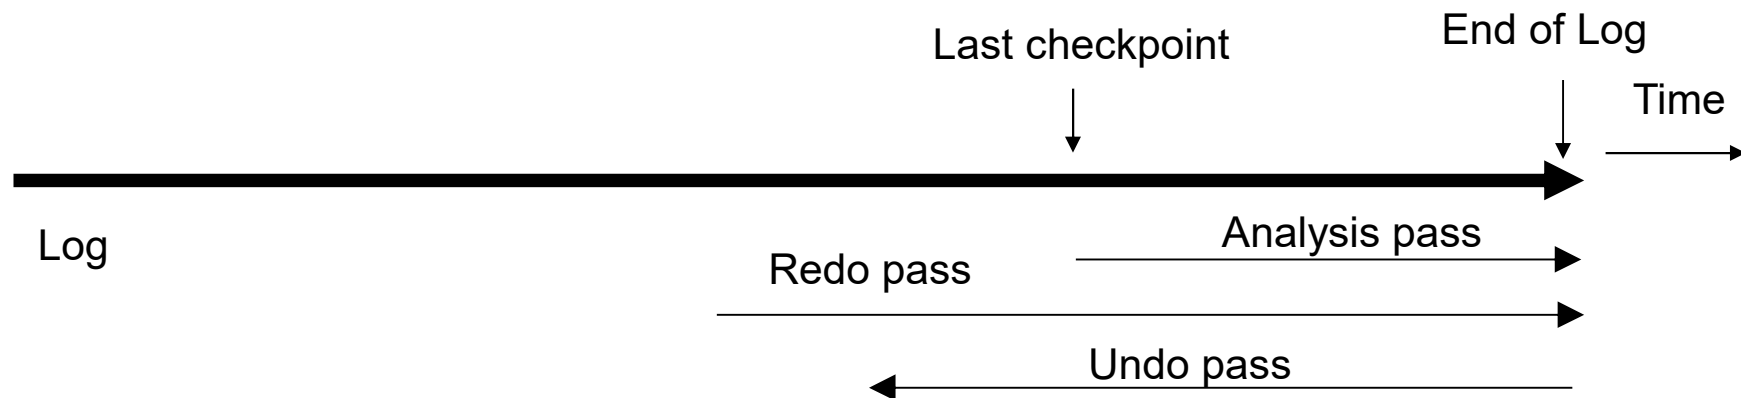 End of Log
Last checkpoint
Time
Log
Analysis pass
Redo pass
Undo pass